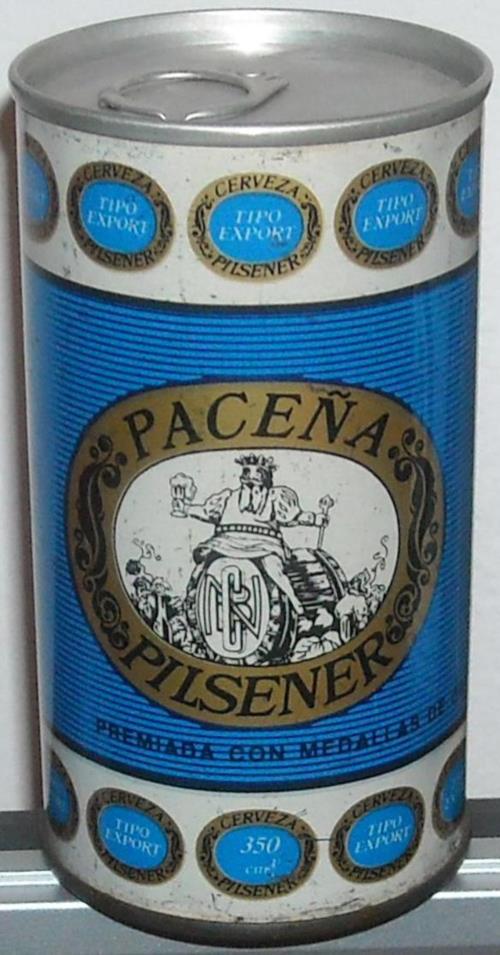 CERVEZA
TIPO
EXPORT
PILSENER
CERVEZA
TIPO
EXPORT
PILSENER
CERVEZA
TIPO
EXPORT
PILSENER
PACEÑA
PILSENER
PREMIADA CON MEDALLAS DE
CERVEZA
TIPO
EXPORT
PILSENER
CERVEZA
350
cm³
PILSENER
CERVEZA
TIPO
EXPORT
PILSENER